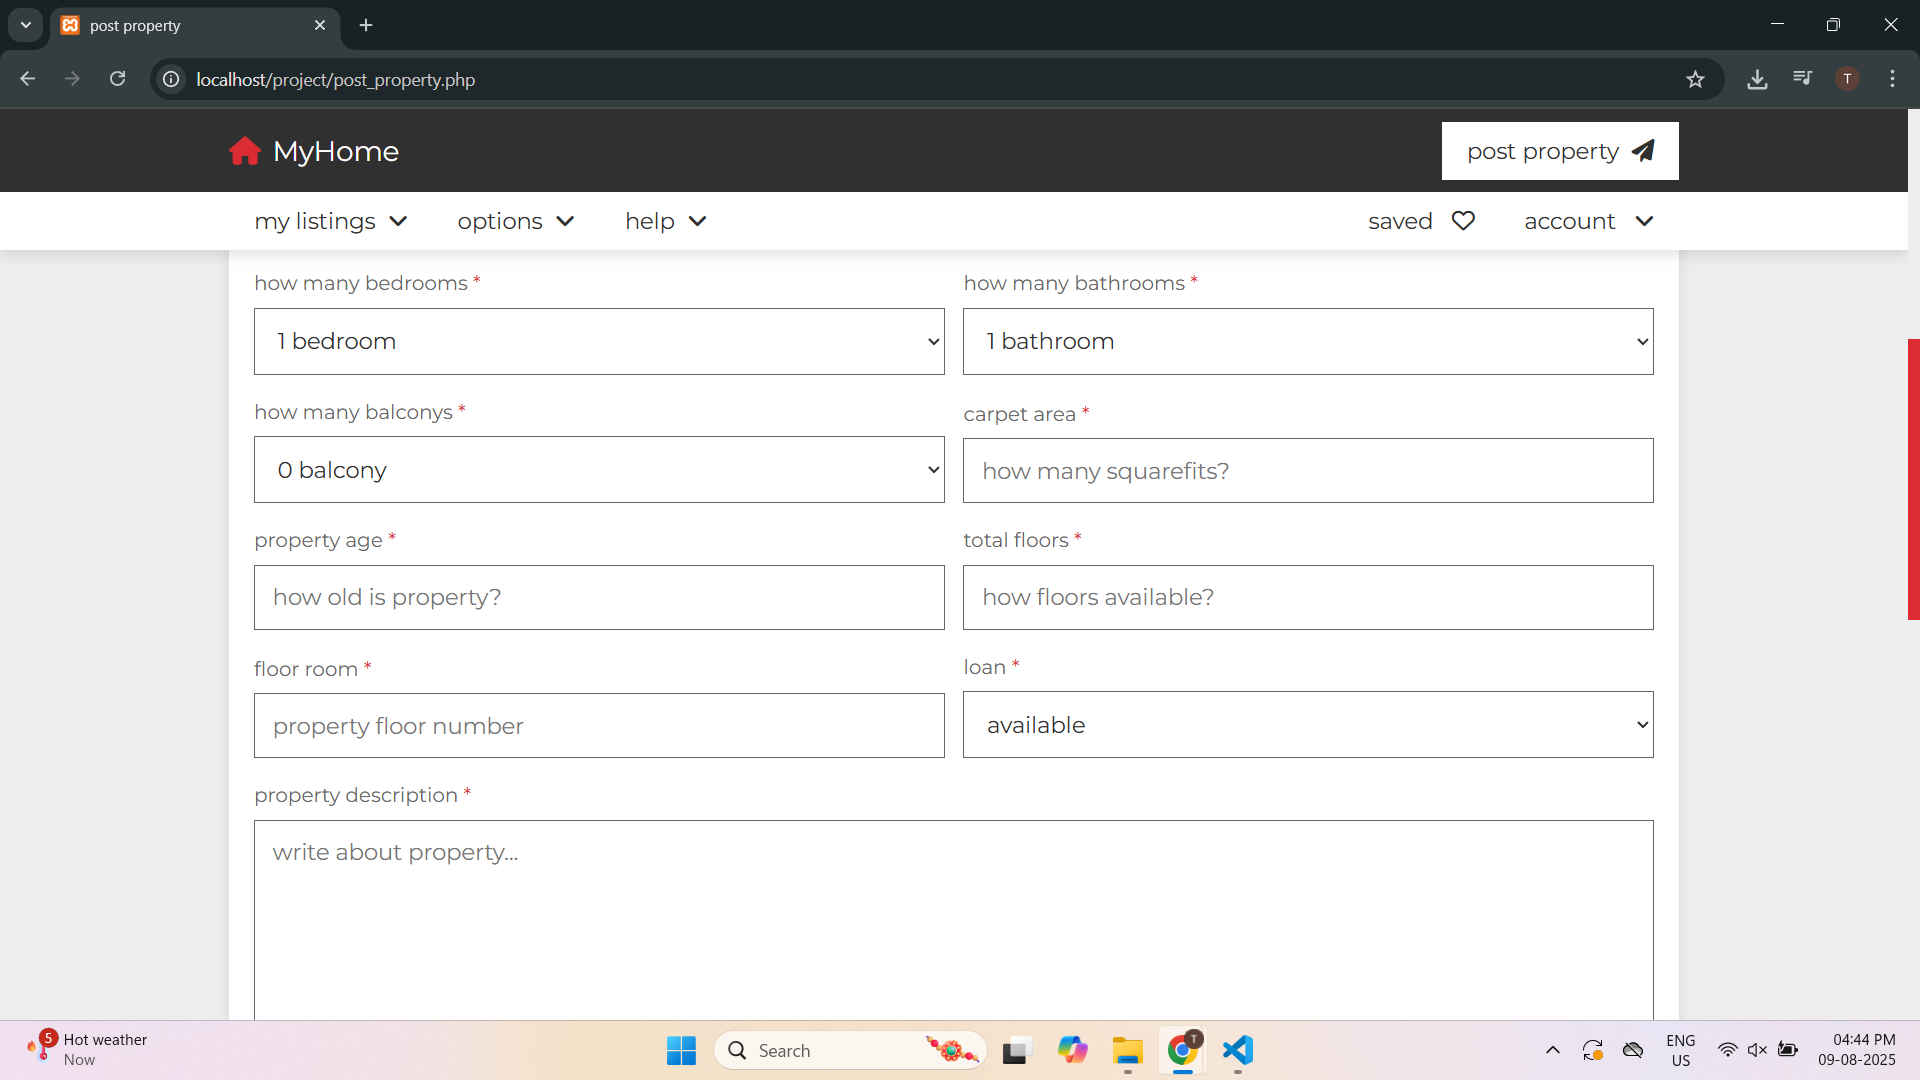 post property
localhost/project/post_property.php
T
MyHome
post property
my listings
options
help
saved
account
how many bedrooms *
how many bathrooms *
1 bedroom
1 bathroom
how many balconys *
carpet area *
0 balcony
how many squarefits?
property age *
total floors *
how old is property?
how floors available?
floor room *
loan *
property floor number
available
property description *
write about property...
5
Hot weather
Now
Search
T
ENG
US
04:44 PM
09-08-2025